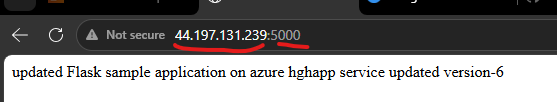 Not secure 44.197.131.239:5000
updated Flask sample application on azure hghapp service updated version-6